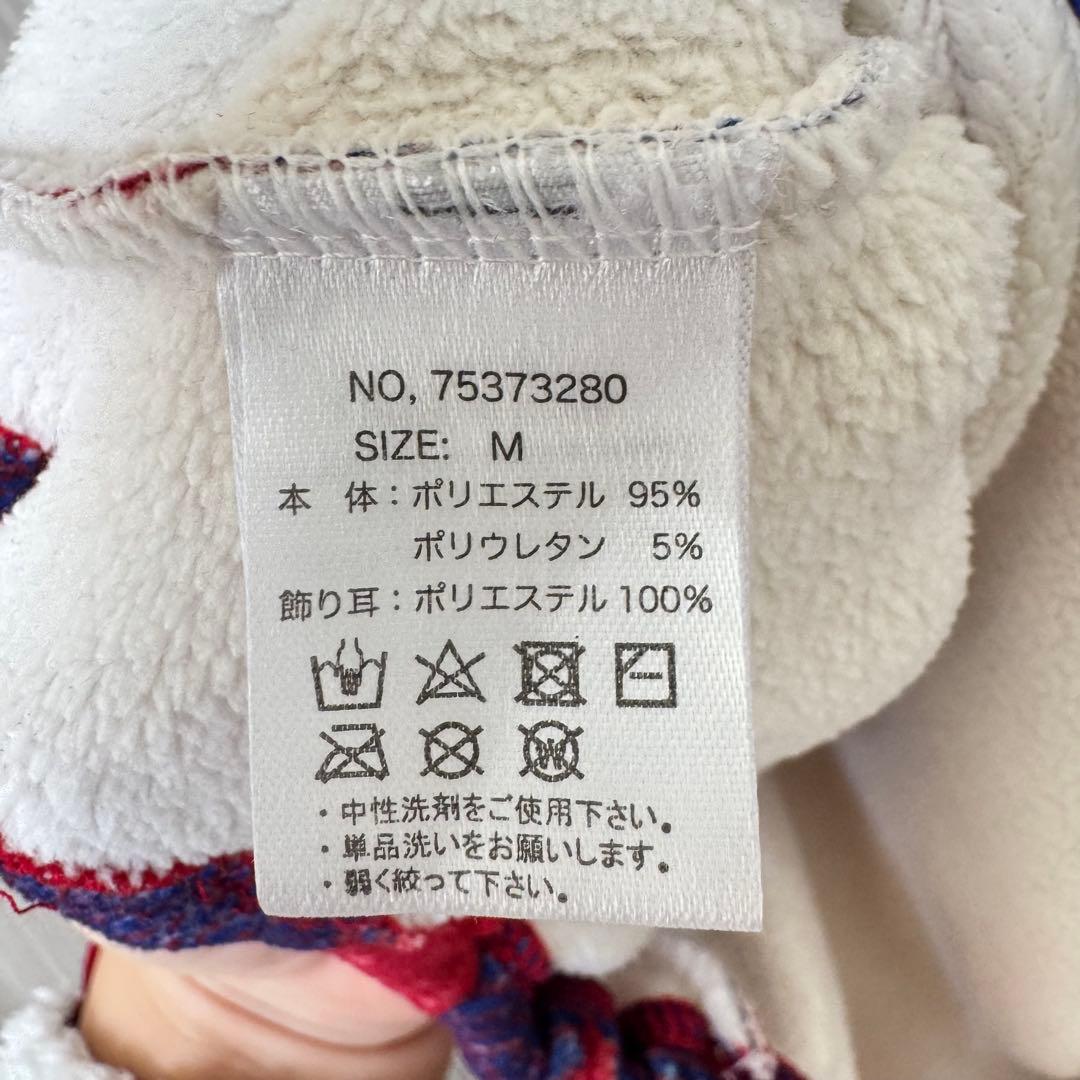 NO, 75373280
SIZE: M
本 体：ポリエステル 95%
ポリウレタン 5%
飾り耳：ポリエステル 100%
W
・中性洗剤をご使用下さい。
・単品洗いをお願いします。
・弱く絞って下さい。